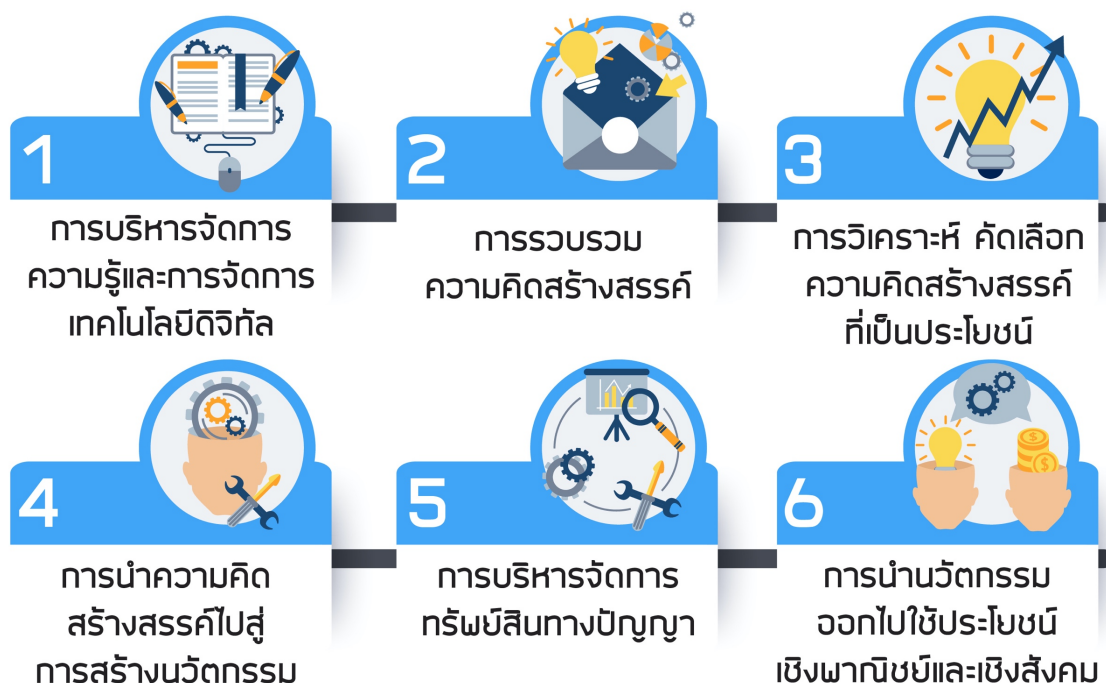 1
การบริหารจัดการ
ความรู้และการจัดการ
เทคโนโลยีดิจิทัล
2
การรวบรวม
ความคิดสร้างสรรค์
3
การวิเคราะห์ คัดเลือก
ความคิดสร้างสรรค์
ที่เป็นประโยชน์
4
การนำความคิด
สร้างสรรค์ไปสู่
การสร้างนวัตกรรม
5
การบริหารจัดการ
ทรัพย์สินทางปัญญา
6
การนำนวัตกรรม
ออกไปใช้ประโยชน์
เชิงพาณิชย์และเชิงสังคม